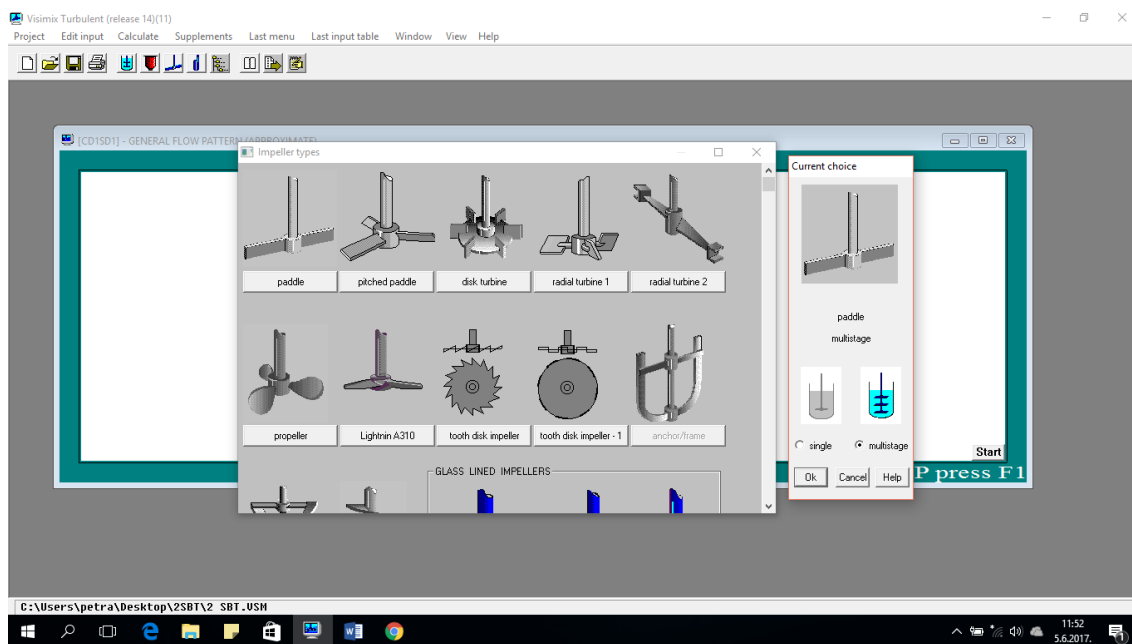 Visimix Turbulent (release 14)(11)
Project Edit input Calculate Supplements Last menu Last input table Window View Help
[CD1SD1] - GENERAL FLOW PATTERN (APPROXIMATE)
Impeller types
paddle pitched paddle disk turbine radial turbine 1 radial turbine 2
propeller Lightnin A310 tooth disk impeller tooth disk impeller - 1 anchor/frame
GLASS LINED IMPELLERS
Current choice
paddle
multistage
single multistage
Ok Cancel Help
Start
P press F1
C:\Users\petra\Desktop\2SBT\2 SBT.VSM
11:52
5.6.2017.